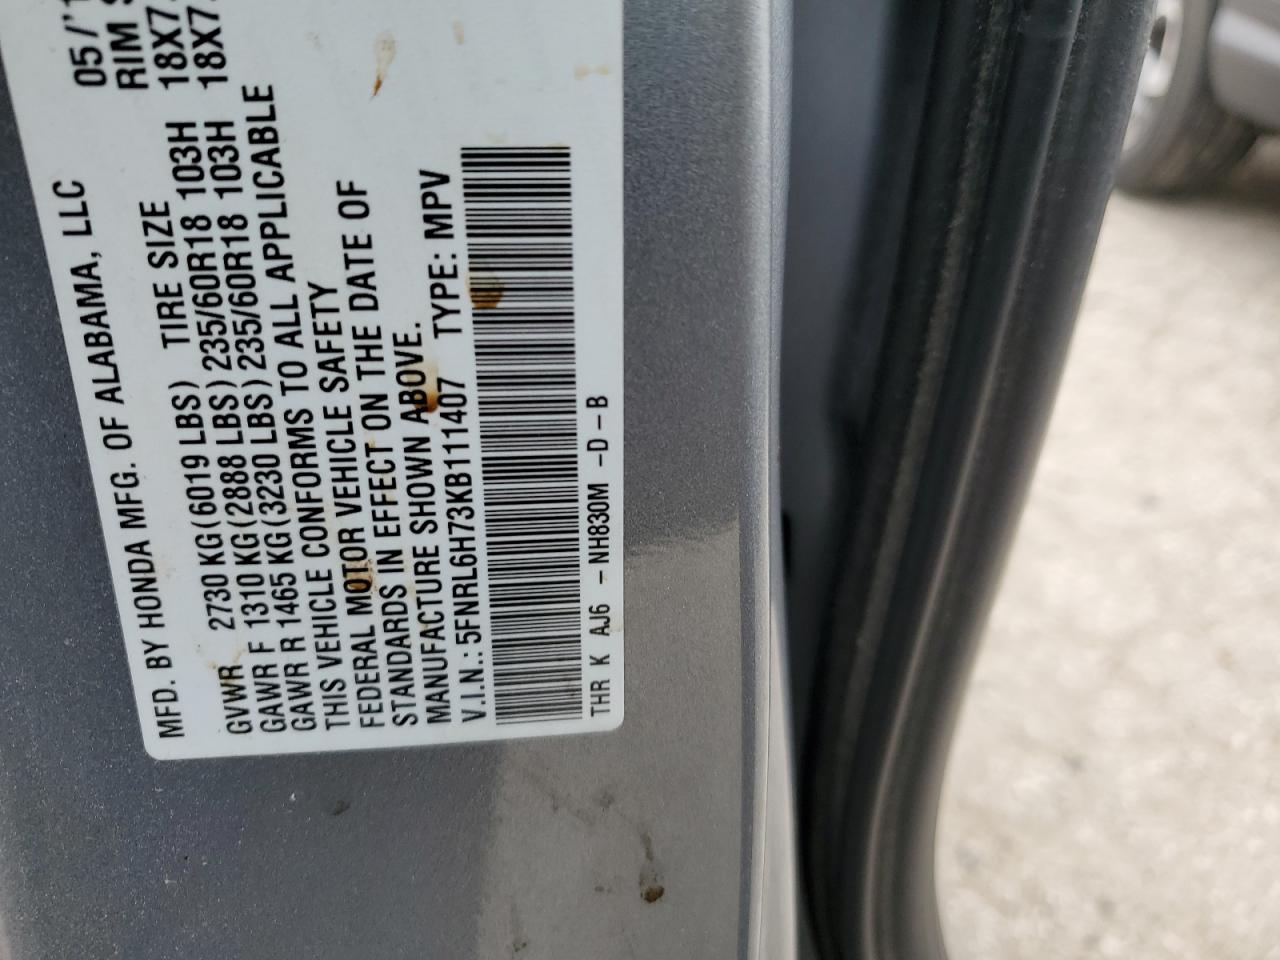 MFD. BY HONDA MFG. OF ALABAMA, LLC 05/'1
TIRE SIZE RIM S
GVWR 2730 KG(6019 LBS)
GAWR F 1310 KG(2888 LBS) 235/60R18 103H 18X7
GAWR R 1465 KG(3230 LBS) 235/60R18 103H 18X7
THIS VEHICLE CONFORMS TO ALL APPLICABLE
FEDERAL MOTOR VEHICLE SAFETY
STANDARDS IN EFFECT ON THE DATE OF
MANUFACTURE SHOWN ABOVE.
V.I.N.: 5FNRL6H73KB111407 TYPE: MPV
THR K AJ6 -NH830M -D-B